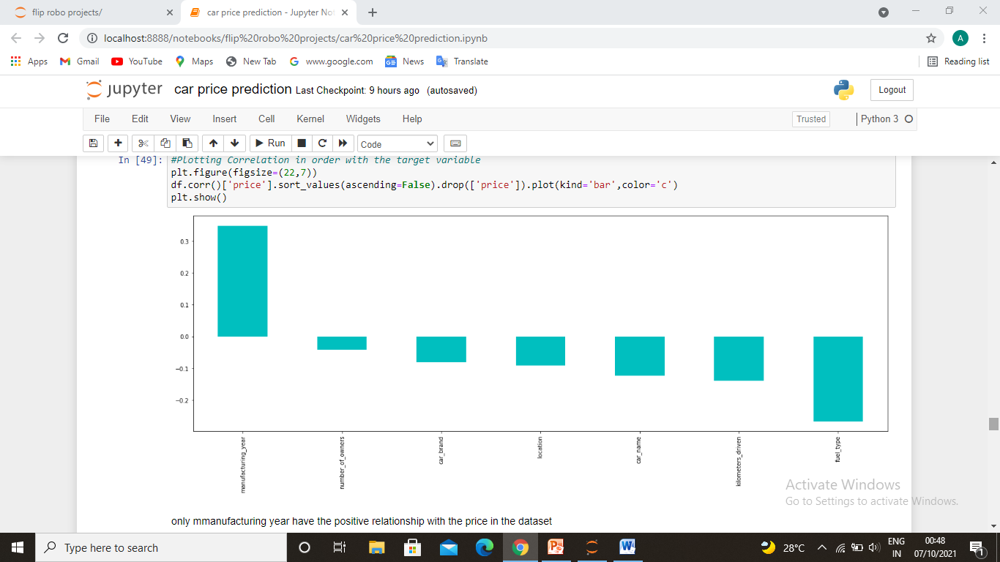 flip robo projects/
car price prediction - Jupyter Not
localhost:8888/notebooks/flip%20robo%20projects/car%20price%20prediction.ipynb
A
Apps Gmail YouTube Maps New Tab www.google.com News Translate Reading list
jupyter car price prediction Last Checkpoint: 9 hours ago (autosaved) Logout
File Edit View Insert Cell Kernel Widgets Help Trusted Python 3
Run Code
In [49]: #Plotting Correlation in order with the target variable
plt.figure(figsize=(22,7))
df.corr()['price'].sort_values(ascending=False).drop(['price']).plot(kind='bar',color='c')
plt.show()
0.3
0.2
0.1
0.0
−0.1
−0.2
manufacturing_year
number_of_owners
car_brand
location
car_name
kilometers_driven
fuel_type
Activate Windows
Go to Settings to activate Windows.
only mmanufacturing year have the positive relationship with the price in the dataset
Type here to search
28°C
ENG
IN
00:48
07/10/2021
1